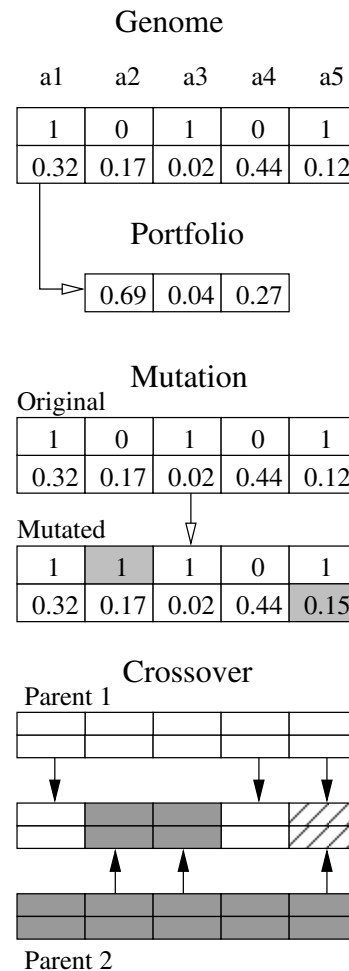 Genome
a1 a2 a3 a4 a5
1 0 1 0 1
0.32 0.17 0.02 0.44 0.12
Portfolio
0.69 0.04 0.27
Mutation
Original
1 0 1 0 1
0.32 0.17 0.02 0.44 0.12
Mutated
1 1 1 0 1
0.32 0.17 0.02 0.44 0.15
Crossover
Parent 1
Parent 2